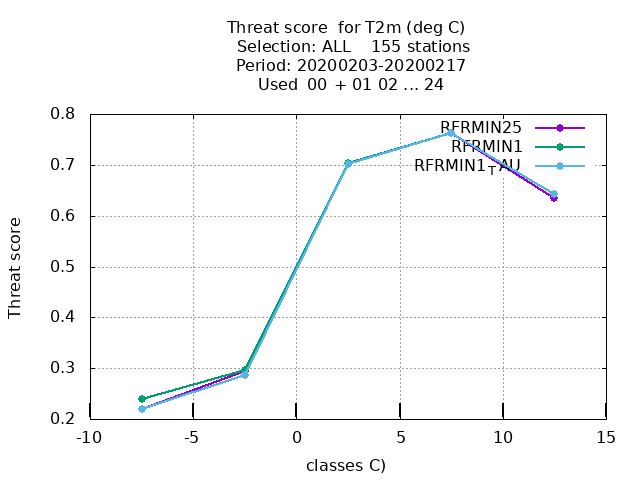 Threat score  for T2m (deg C)
Selection: ALL    155 stations
Period: 20200203-20200217
Used  00  + 01 02 ... 24
0.8
RFRMIN25
RFRMIN1
RFRMIN1TAU
0.7
0.6
0.5
0.4
0.3
0.2
Threat score
-10 -5 0 5 10 15
classes C)